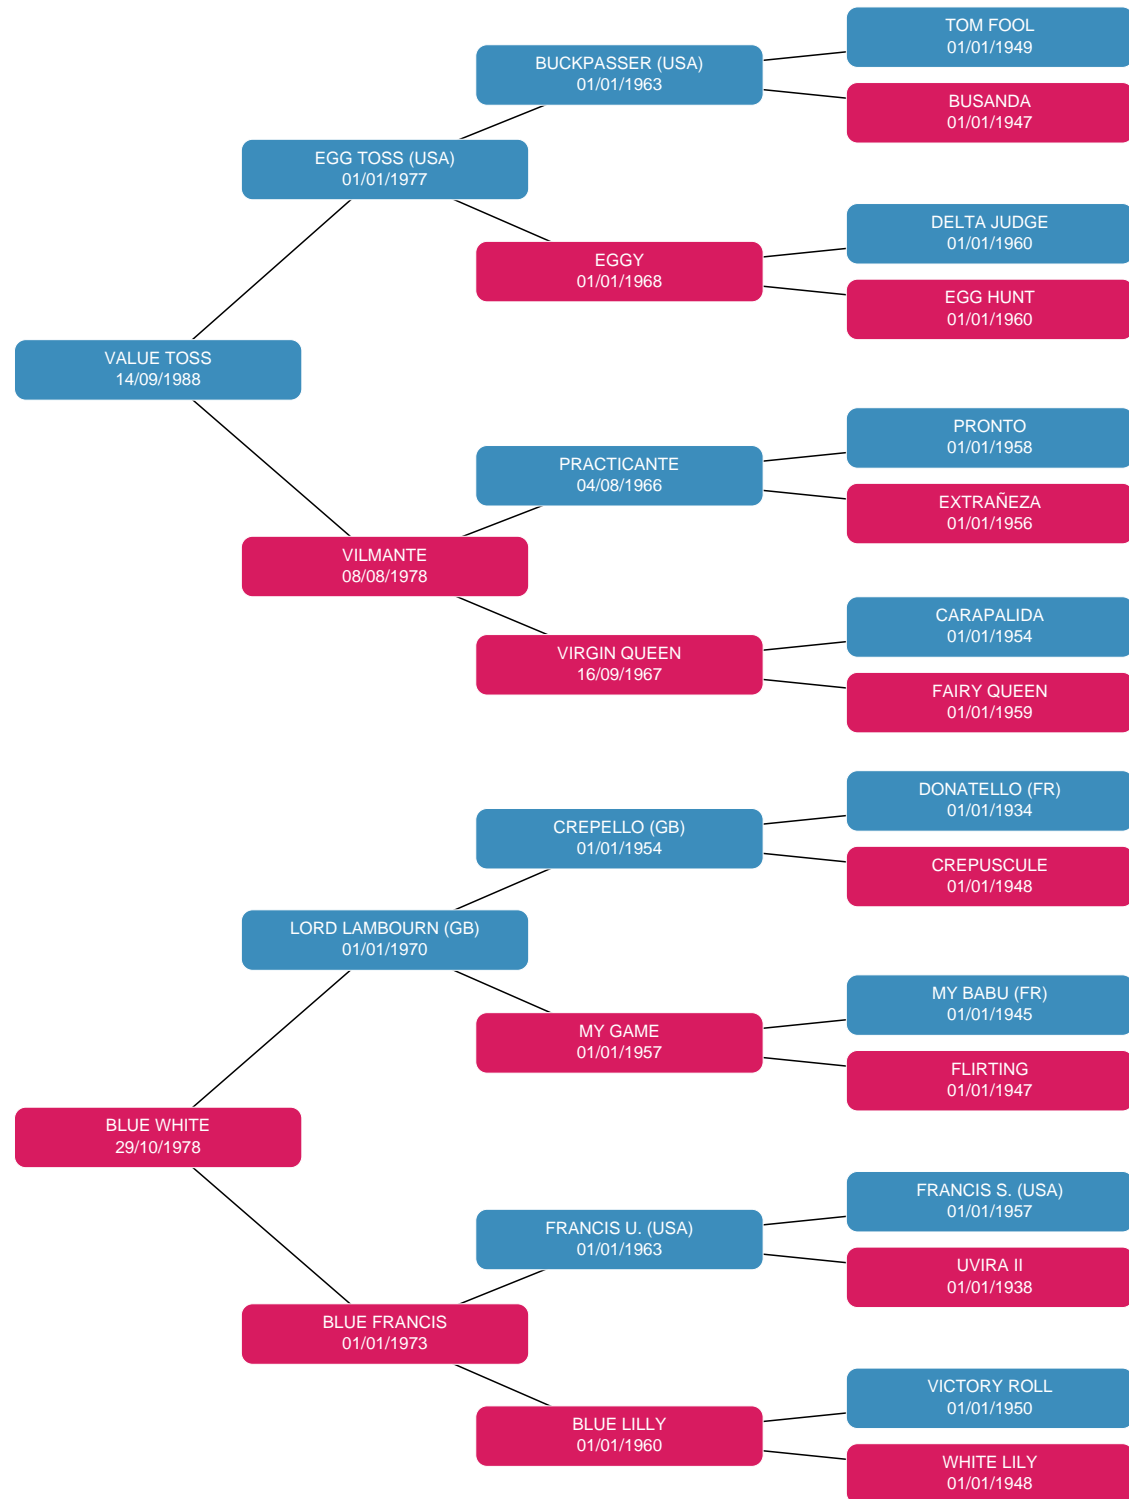 TOM FOOL
01/01/1949
BUCKPASSER (USA)
01/01/1963
BUSANDA
01/01/1947
EGG TOSS (USA)
01/01/1977
DELTA JUDGE
01/01/1960
EGGY
01/01/1968
EGG HUNT
01/01/1960
VALUE TOSS
14/09/1988
PRONTO
01/01/1958
PRACTICANTE
04/08/1966
EXTRAÑEZA
01/01/1956
VILMANTE
08/08/1978
CARAPALIDA
01/01/1954
VIRGIN QUEEN
16/09/1967
FAIRY QUEEN
01/01/1959
DONATELLO (FR)
01/01/1934
CREPELLO (GB)
01/01/1954
CREPUSCULE
01/01/1948
LORD LAMBOURN (GB)
01/01/1970
MY BABU (FR)
01/01/1945
MY GAME
01/01/1957
FLIRTING
01/01/1947
BLUE WHITE
29/10/1978
FRANCIS S. (USA)
01/01/1957
FRANCIS U. (USA)
01/01/1963
UVIRA II
01/01/1938
BLUE FRANCIS
01/01/1973
VICTORY ROLL
01/01/1950
BLUE LILLY
01/01/1960
WHITE LILY
01/01/1948